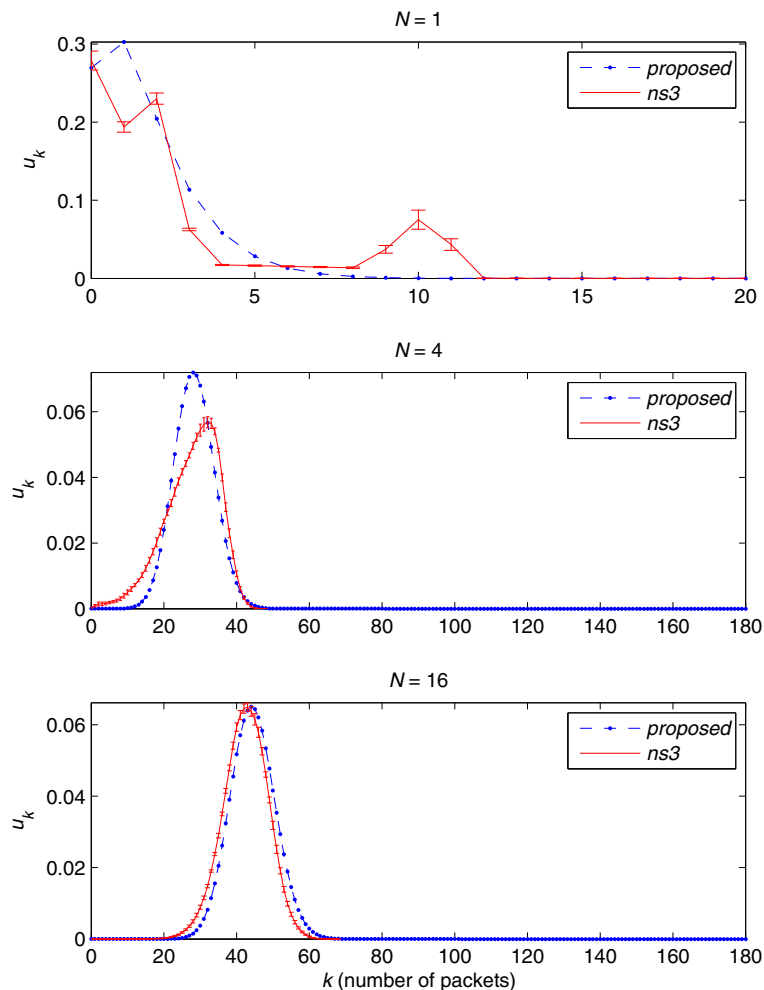 N = 1
0.3
0.2
0.1
0
u_k
proposed
ns3
0 5 10 15 20
N = 4
0.06
0.04
0.02
0
u_k
proposed
ns3
0 20 40 60 80 100 120 140 160 180
N = 16
0.06
0.04
0.02
0
u_k
proposed
ns3
0 20 40 60 80 100 120 140 160 180
k (number of packets)